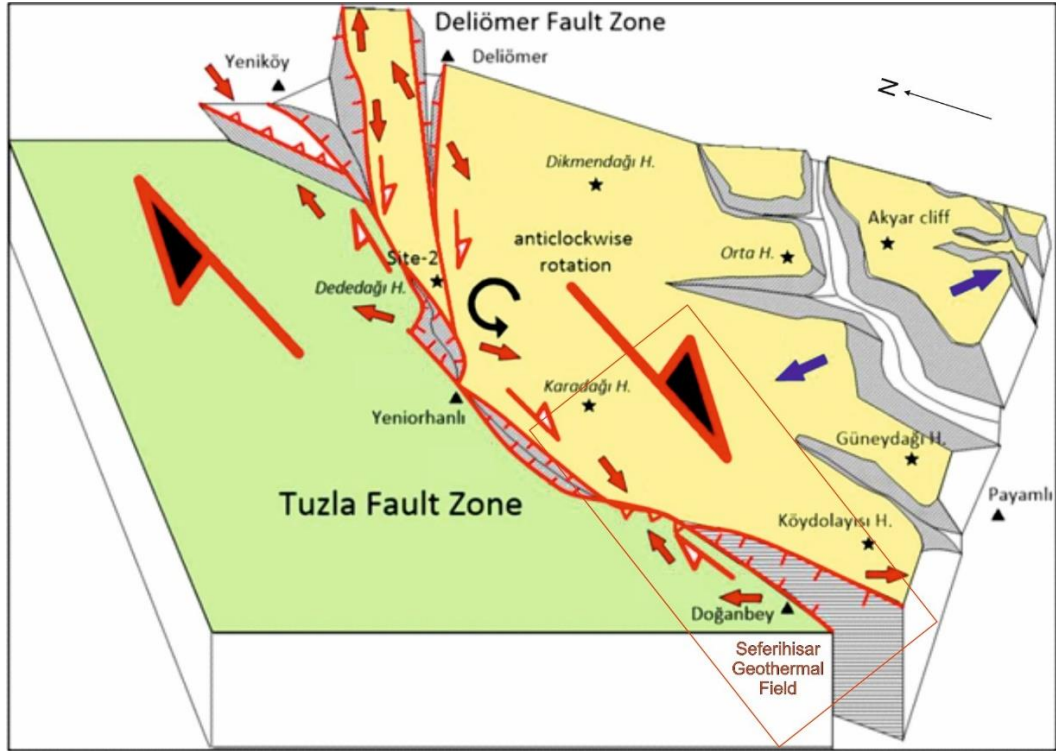 Deliömer Fault Zone
Yeniköy
Deliömer
N
Dikmendağı H.
Akyar cliff
Orta H.
anticlockwise
rotation
Site-2
Dededağı H.
Karadağı H.
Yeniorhanlı
Güneydağı H.
Payamlı
Tuzla Fault Zone
Köydolayısı H.
Doğanbey
Seferihisar
Geothermal
Field